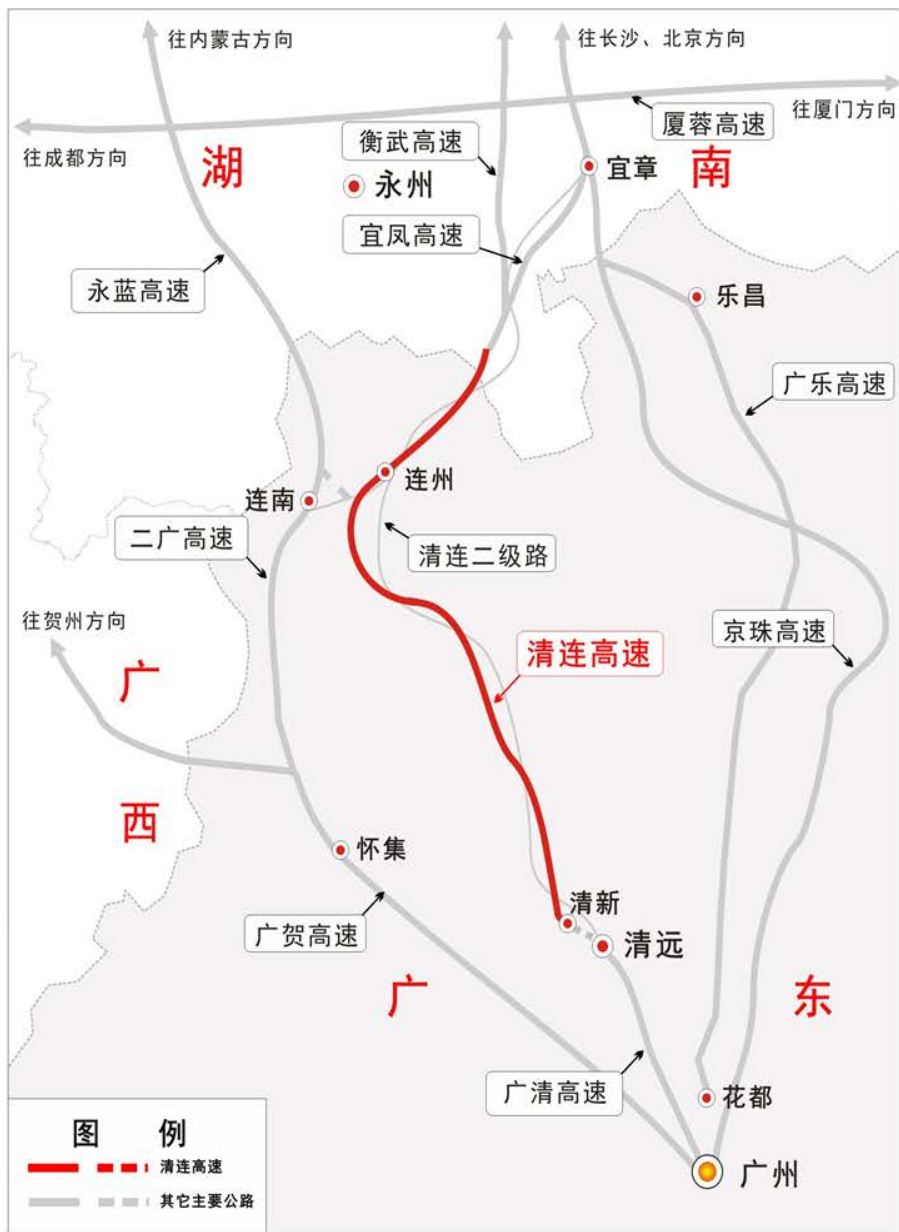 往内蒙古方向
往长沙、北京方向
往厦门方向
厦蓉高速
往成都方向
衡武高速
湖
南
永州
宜章
宜凤高速
永蓝高速
乐昌
广乐高速
连州
连南
二广高速
清连二级路
往贺州方向
京珠高速
清连高速
广
西
怀集
清新
广贺高速
清远
广
东
广清高速
花都
广州
图 例
清连高速
其它主要公路